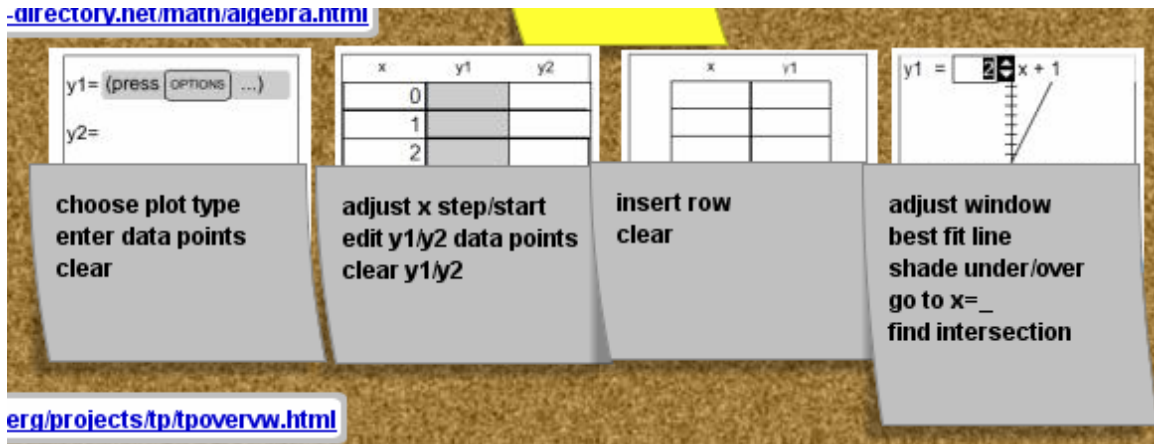 -directory.net/math/algebra.html
y1= (press OPTIONS ...)
y2=
choose plot type
enter data points
clear
x y1 y2
0
1
2
adjust x step/start
edit y1/y2 data points
clear y1/y2
x y1
insert row
clear
y1 = 2 x + 1
adjust window
best fit line
shade under/over
go to x=_
find intersection
erg/projects/tp/tpovervw.html